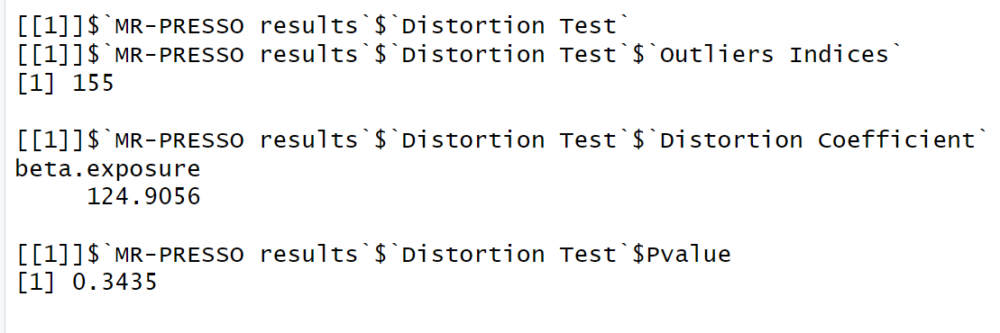 [[1]]$`MR-PRESSO results`$`Distortion Test`
[[1]]$`MR-PRESSO results`$`Distortion Test`$`Outliers Indices`
[1] 155
[[1]]$`MR-PRESSO results`$`Distortion Test`$`Distortion Coefficient`
beta.exposure
124.9056
[[1]]$`MR-PRESSO results`$`Distortion Test`$Pvalue
[1] 0.3435